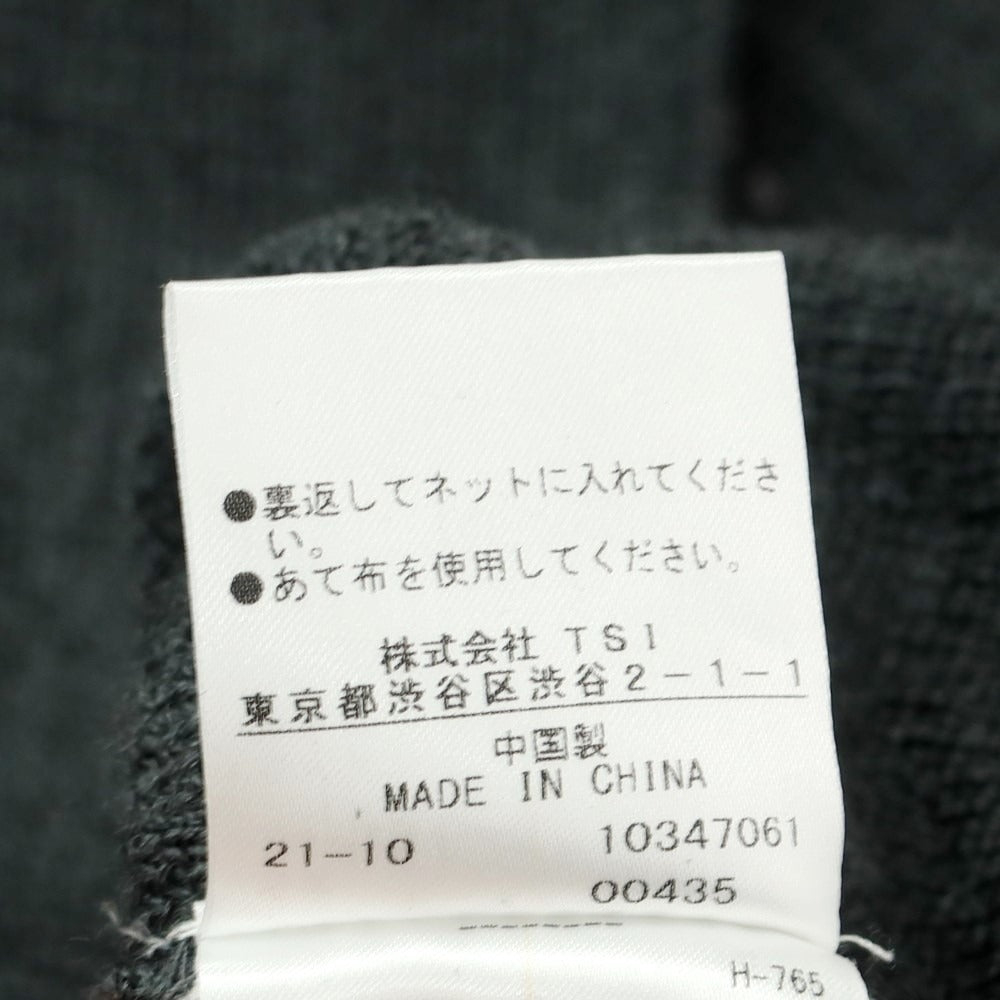 ●裏返してネットに入れてくださ
い。
●あて布を使用してください。
株式会社 TSI
東京都渋谷区渋谷2-1-1
中国製
MADE IN CHINA
21-10 10347061
00435
H-765